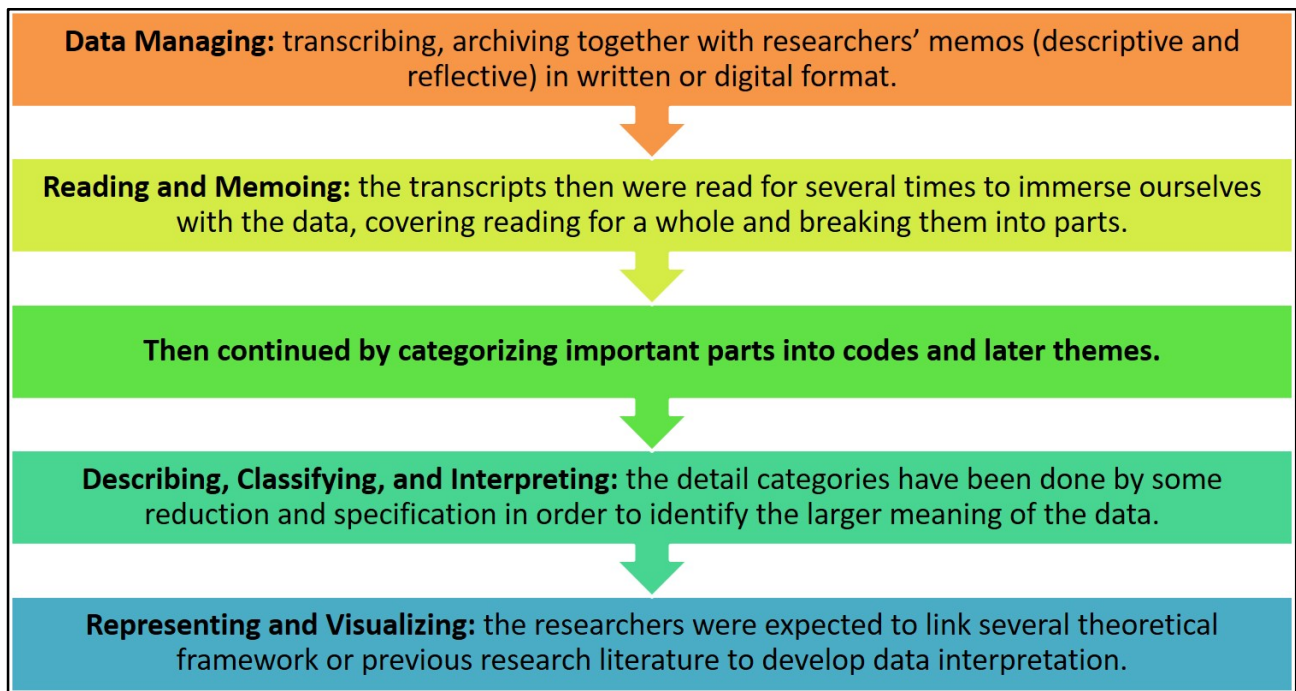 Data Managing: transcribing, archiving together with researchers’ memos (descriptive and
reflective) in written or digital format.
Reading and Memoing: the transcripts then were read for several times to immerse ourselves
with the data, covering reading for a whole and breaking them into parts.
Then continued by categorizing important parts into codes and later themes.
Describing, Classifying, and Interpreting: the detail categories have been done by some
reduction and specification in order to identify the larger meaning of the data.
Representing and Visualizing: the researchers were expected to link several theoretical
framework or previous research literature to develop data interpretation.